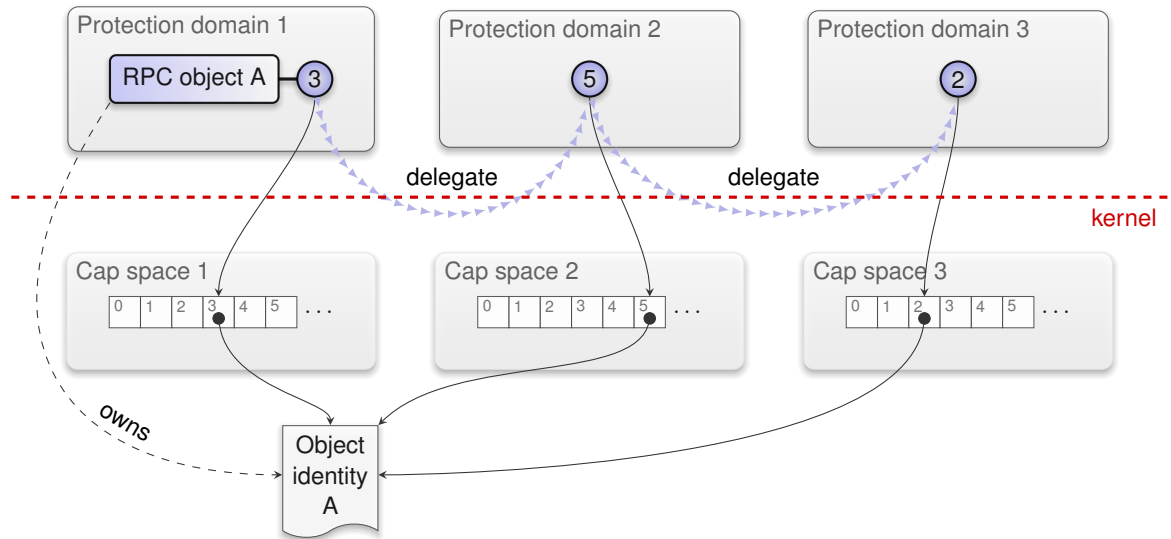 Protection domain 1
Protection domain 2
Protection domain 3
RPC object A
3
5
2
delegate
delegate
kernel
Cap space 1
Cap space 2
Cap space 3
0 1 2 3 4 5 ...
0 1 2 3 4 5 ...
0 1 2 3 4 5 ...
owns
Object
identity
A